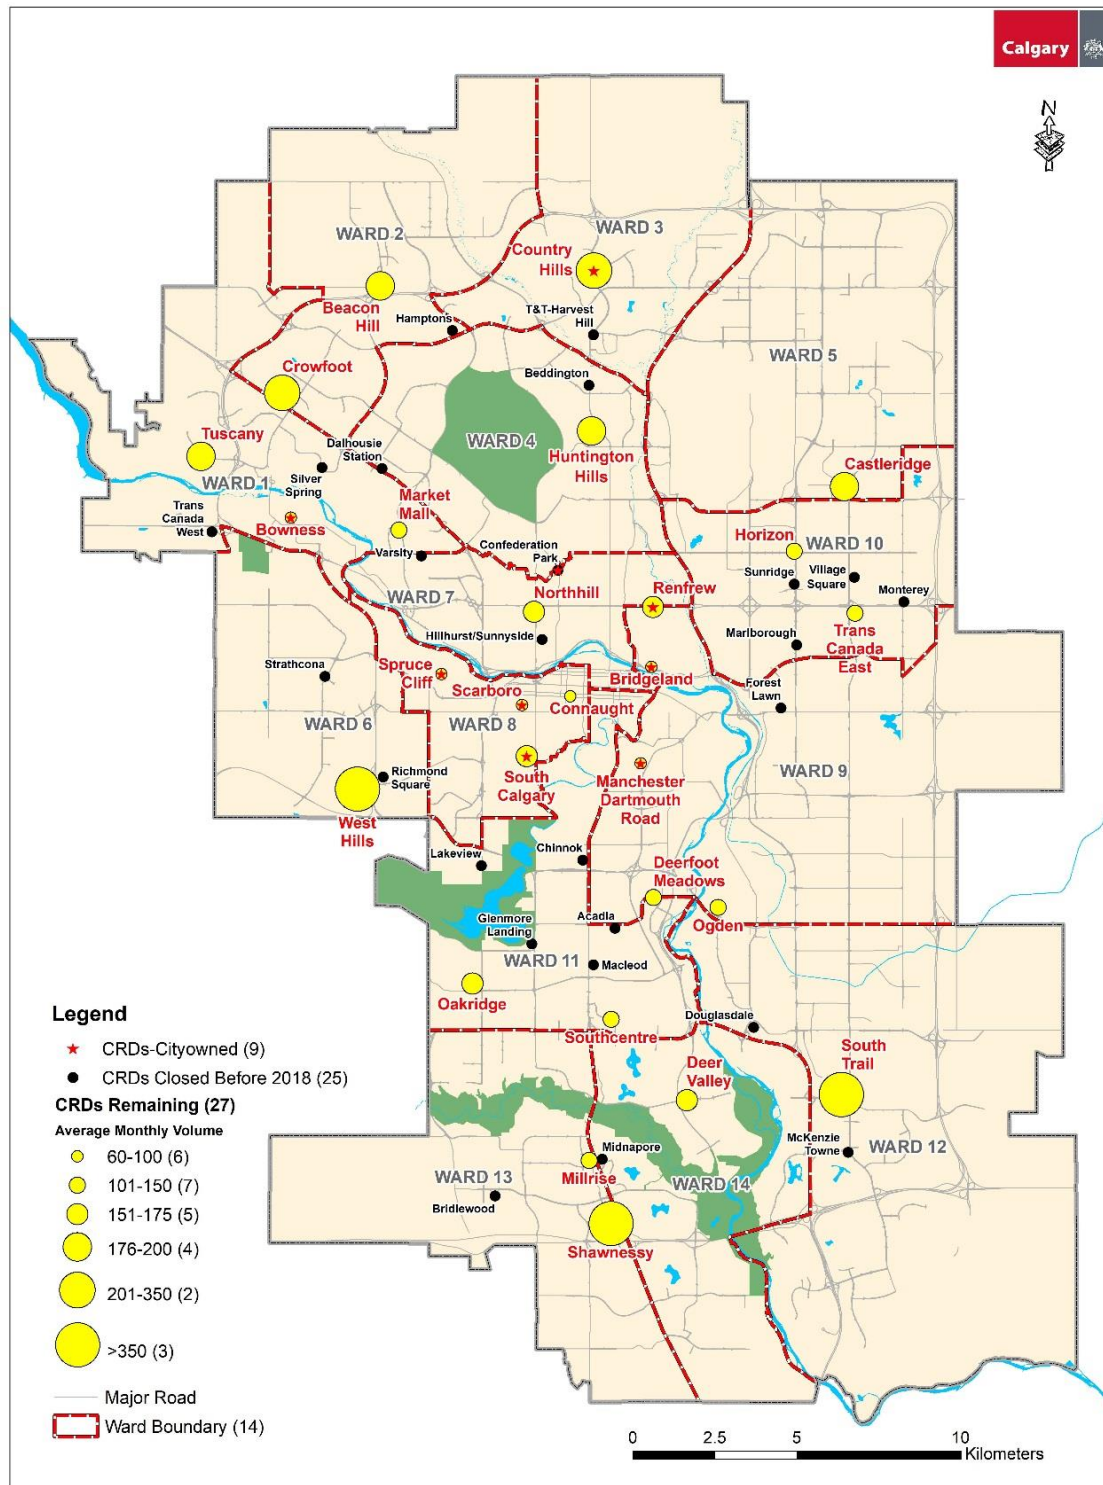 Calgary
N
WARD 2
WARD 3
Country
Hills
Beacon
Hill
Hamptons
T&T-Harvest
Hill
WARD 5
Crowfoot
Beddington
WARD 4
Tuscany
Huntington
Hills
Dalhousie
Station
Castleridge
WARD 1
Silver
Spring
Market
Mall
Trans
Canada
West
Bowness
Varsity
Confederation
Park
Horizon
WARD 10
Sunridge
Village
Square
Monterey
WARD 7
Northhill
Renfrew
Hillhurst/Sunnyside
Marlborough
Trans
Canada
East
Strathcona
Spruce
Cliff
Scarboro
Bridgeland
Connaught
Forest
Lawn
WARD 6
WARD 8
Richmond
Square
South
Calgary
Manchester
Dartmouth
Road
WARD 9
West
Hills
Lakeview
Chinnok
Deerfoot
Meadows
Ogden
Glenmore
Landing
Acadia
WARD 11
Macleod
Oakridge
Southcentre
Douglasdale
Deer
Valley
South
Trail
McKenzie
Towne
WARD 12
Midnapore
Millrise
WARD 13
WARD 14
Bridlewood
Shawnessy
Legend
CRDs-Cityowned (9)
CRDs Closed Before 2018 (25)
CRDs Remaining (27)
Average Monthly Volume
60-100 (6)
101-150 (7)
151-175 (5)
176-200 (4)
201-350 (2)
>350 (3)
Major Road
Ward Boundary (14)
0 2.5 5 10
Kilometers